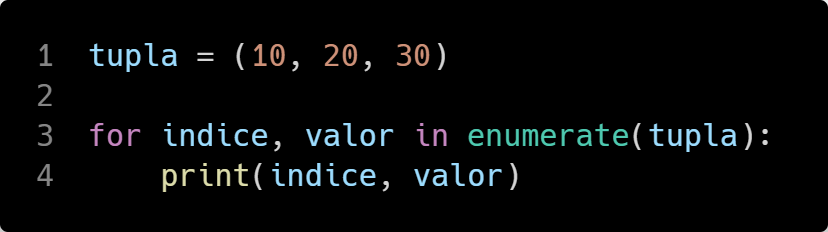 1 tupla = (10, 20, 30)
2
3 for indice, valor in enumerate(tupla):
4     print(indice, valor)